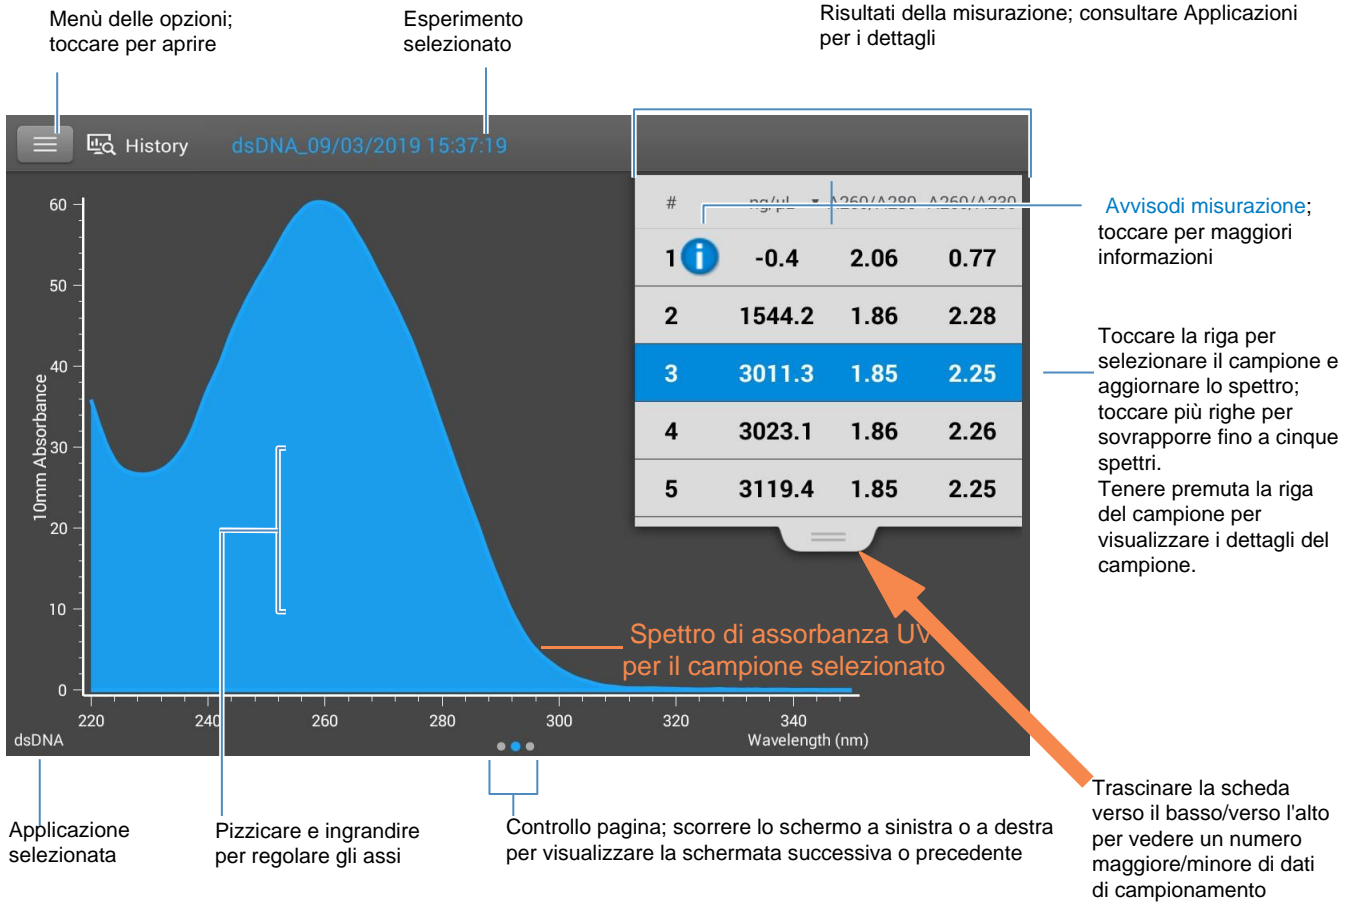 Menù delle opzioni;
toccare per aprire
Esperimento
selezionato
Risultati della misurazione; consultare Applicazioni
per i dettagli
History
dsDNA_09/03/2019 15:37:19
# ng/µL A260/A280 A260/A230
1 -0.4 2.06 0.77
2 1544.2 1.86 2.28
3 3011.3 1.85 2.25
4 3023.1 1.86 2.26
5 3119.4 1.85 2.25
Avvisodi misurazione;
toccare per maggiori
informazioni
Toccare la riga per
selezionare il campione e
aggiornare lo spettro;
toccare più righe per
sovrapporre fino a cinque
spettri.
Tenere premuta la riga
del campione per
visualizzare i dettagli del
campione.
10mm Absorbance
60
50
40
30
20
10
0
Spettro di assorbanza UV
per il campione selezionato
220 240 260 280 300 320 340
dsDNA
Wavelength (nm)
Applicazione
selezionata
Pizzicare e ingrandire
per regolare gli assi
Controllo pagina; scorrere lo schermo a sinistra o a destra
per visualizzare la schermata successiva o precedente
Trascinare la scheda
verso il basso/verso l'alto
per vedere un numero
maggiore/minore di dati
di campionamento